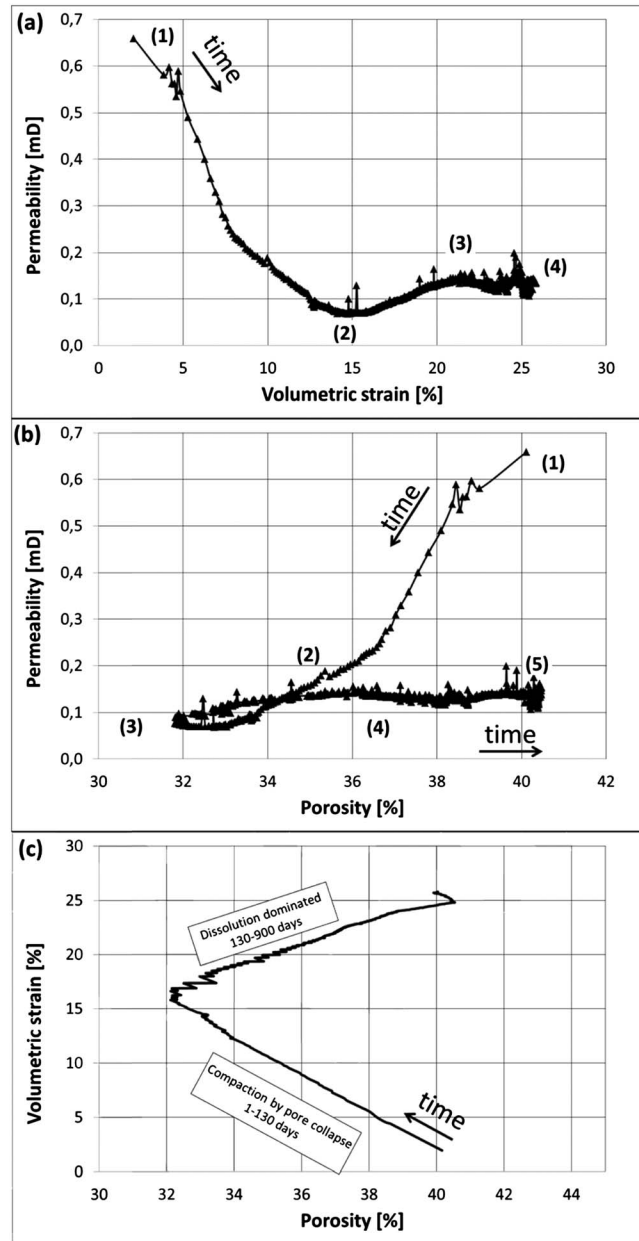 (a)
0,7
0,6
0,5
0,4
0,3
0,2
0,1
0,0
Permeability [mD]
(1)
time
(2)
(3)
(4)
0 5 10 15 20 25 30
Volumetric strain [%]
(b)
0,7
0,6
0,5
0,4
0,3
0,2
0,1
0,0
Permeability [mD]
(1)
time
(2)
(3)
(4)
(5)
time
30 32 34 36 38 40 42
Porosity [%]
(c)
30
25
20
15
10
5
0
Volumetric strain [%]
Dissolution dominated
130-900 days
Compaction by pore collapse
1-130 days
time
30 32 34 36 38 40 42 44
Porosity [%]